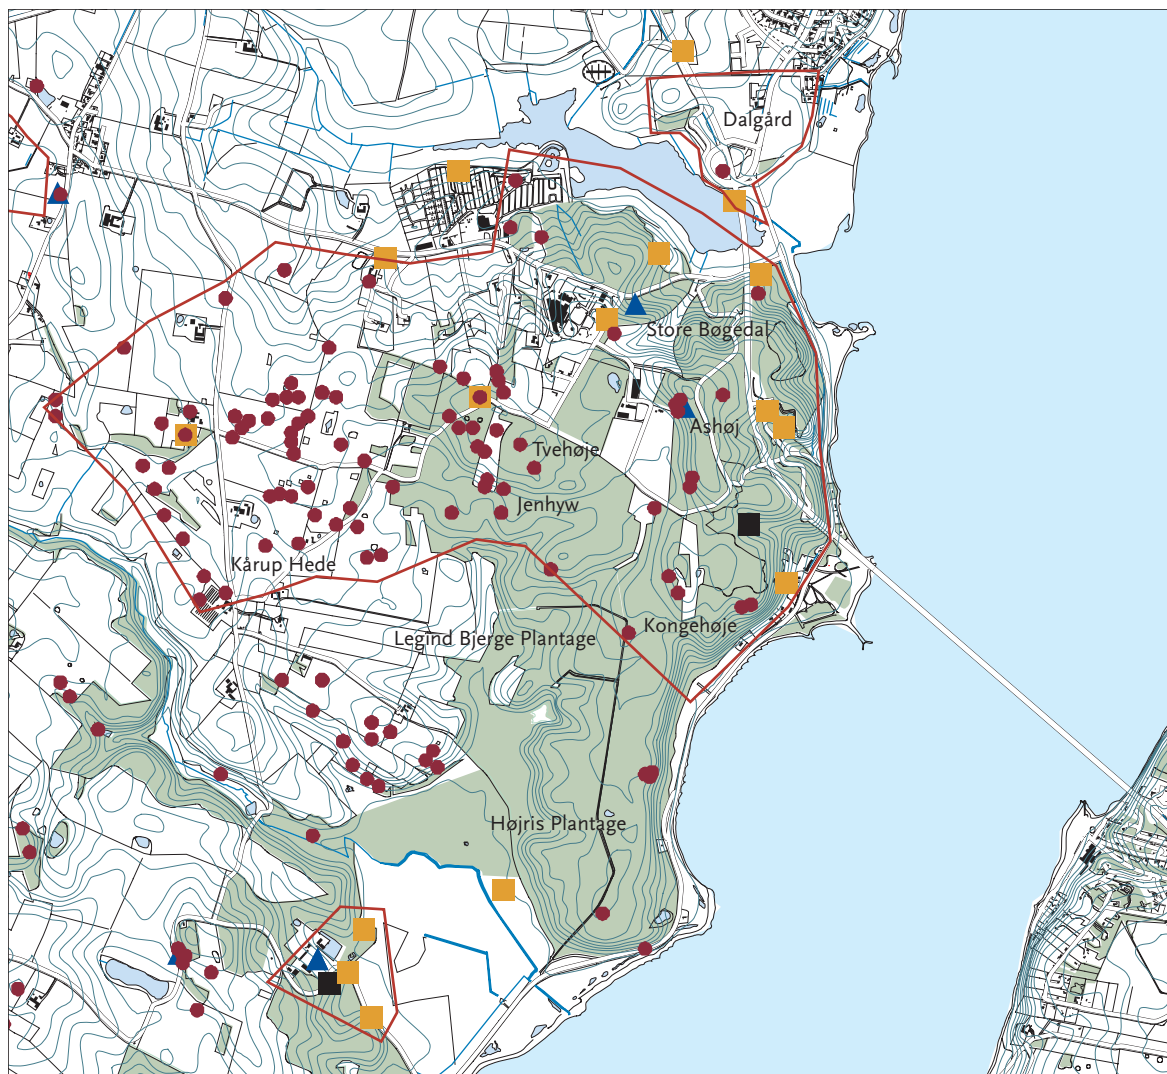 Dalgård
Store Bøgedal
Ashøj
Tvehøje
Jenhyw
Kårup Hede
Kongehøje
Legind Bjerge Plantage
Højris Plantage